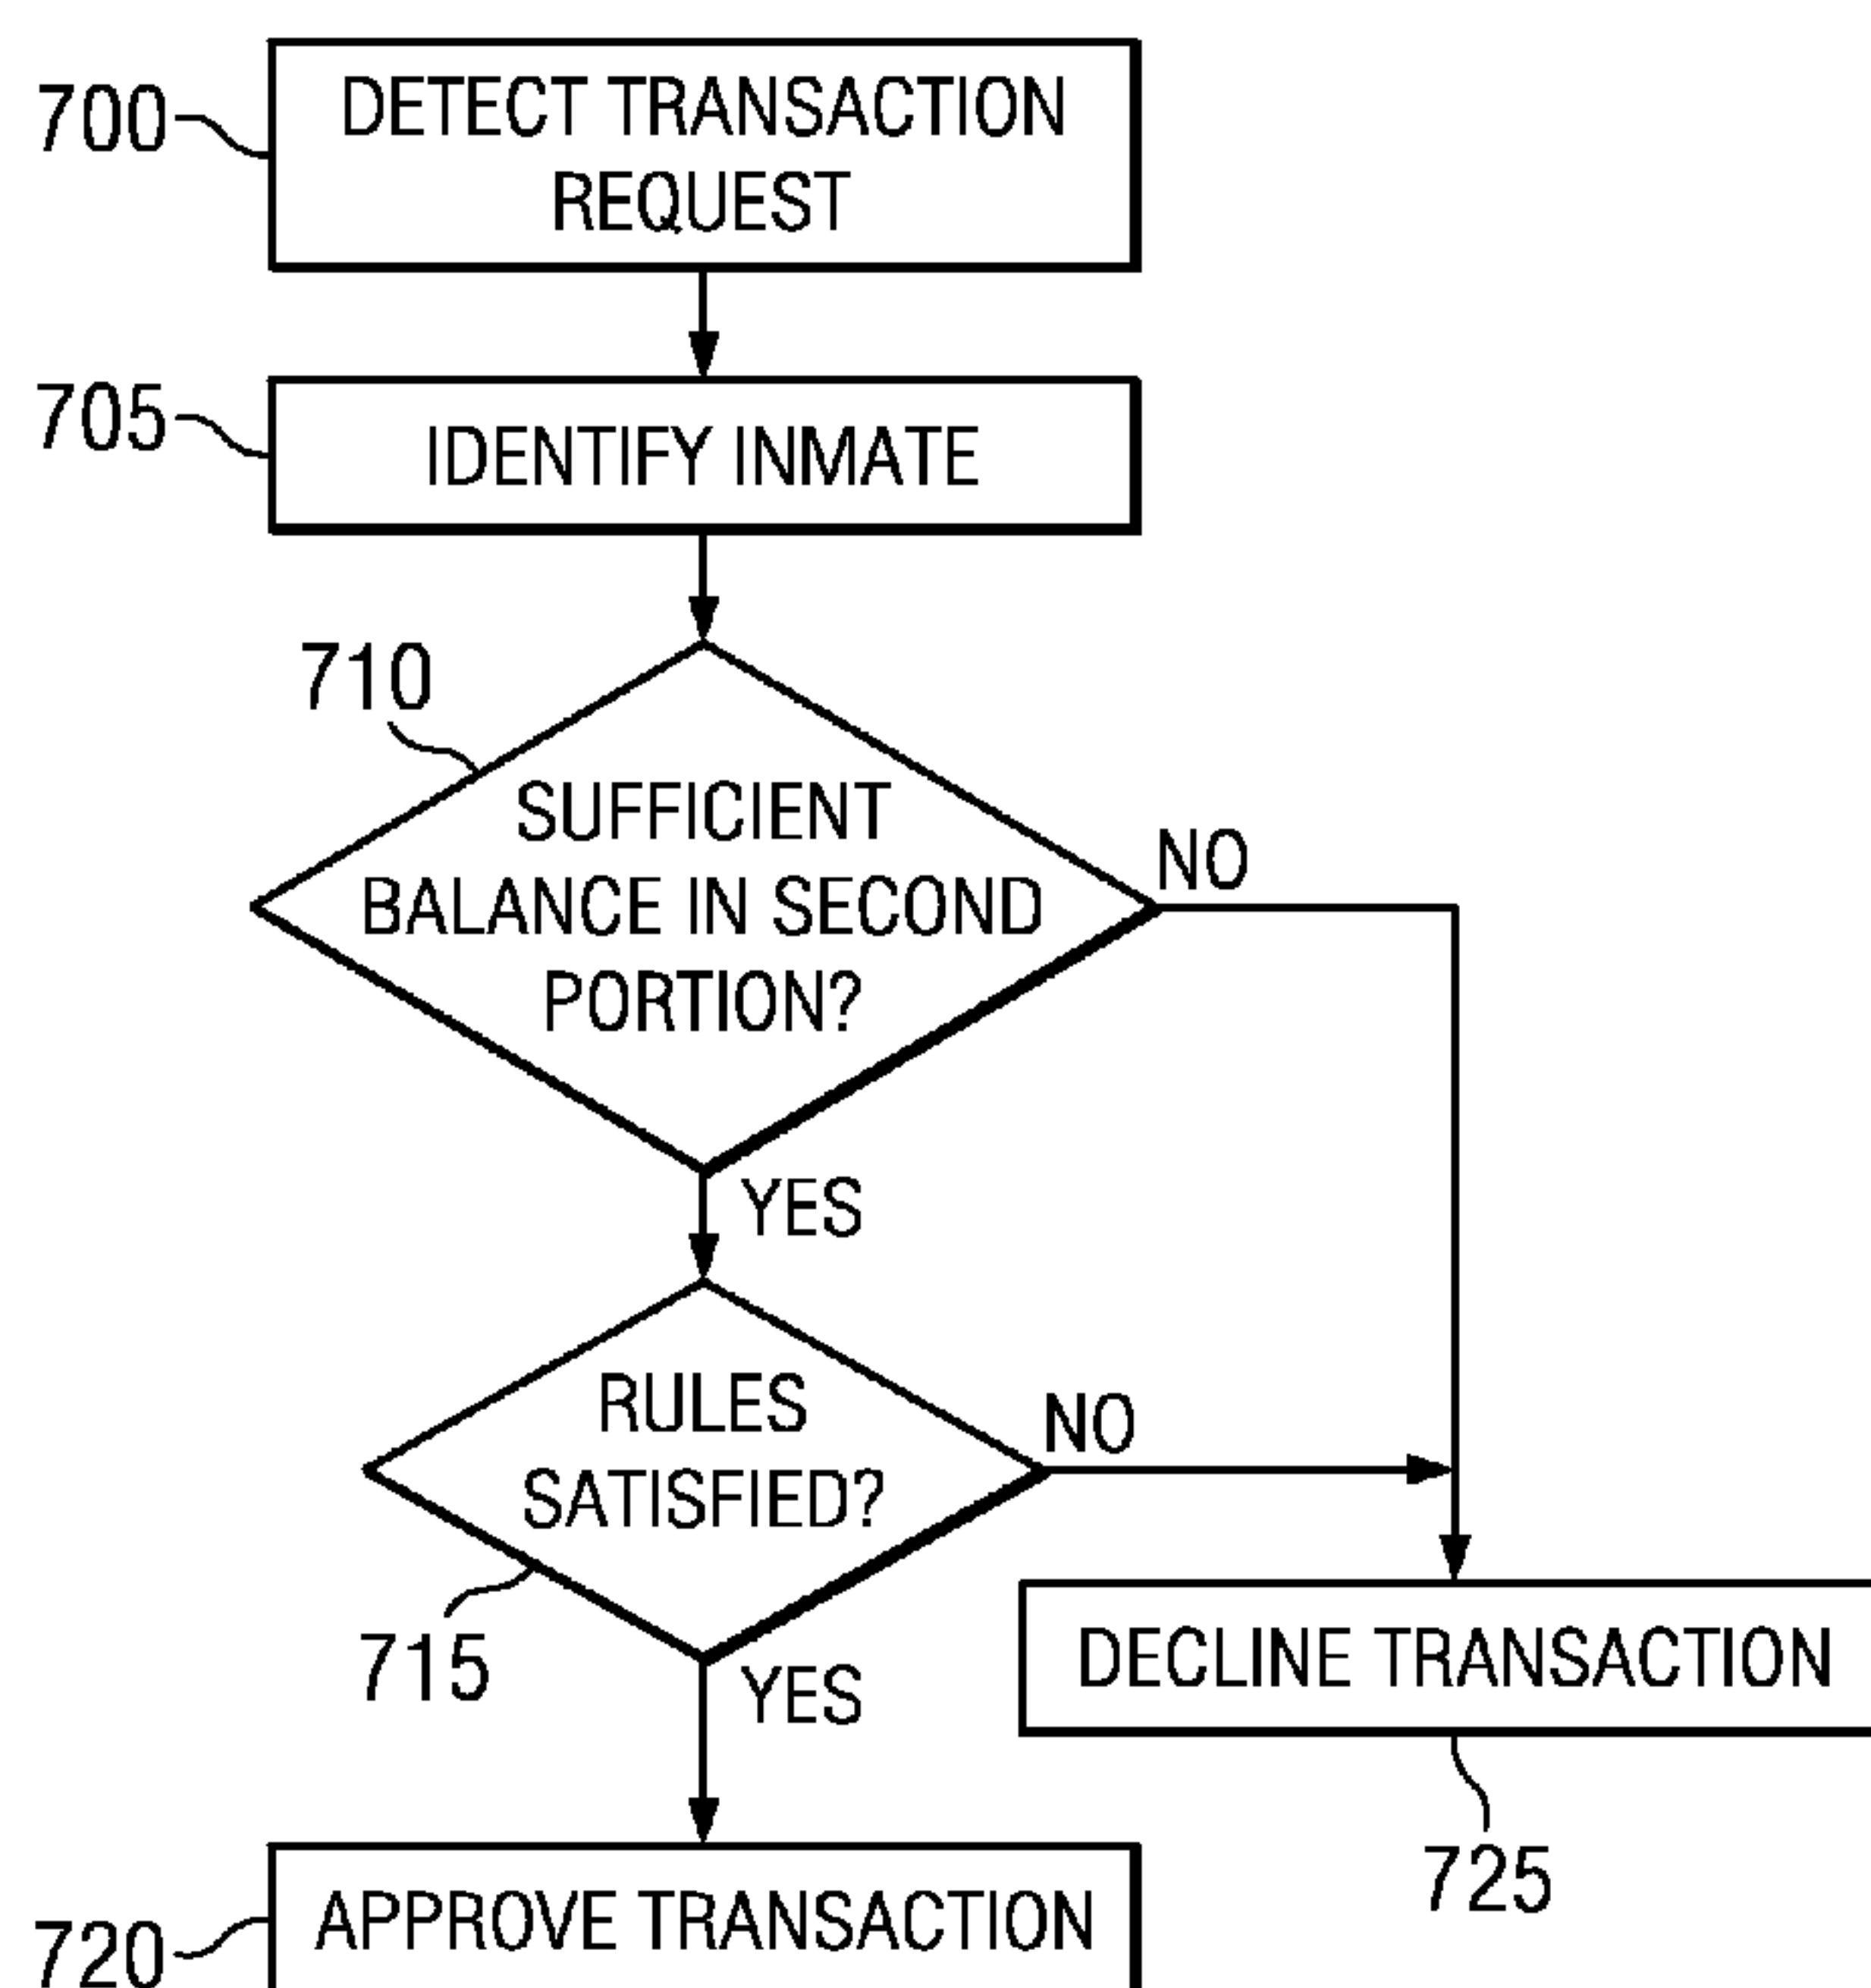 700
DETECT TRANSACTION
REQUEST
705
IDENTIFY INMATE
710
SUFFICIENT
BALANCE IN SECOND
PORTION?
NO
YES
RULES
SATISFIED?
NO
715
YES
DECLINE TRANSACTION
725
720
APPROVE TRANSACTION